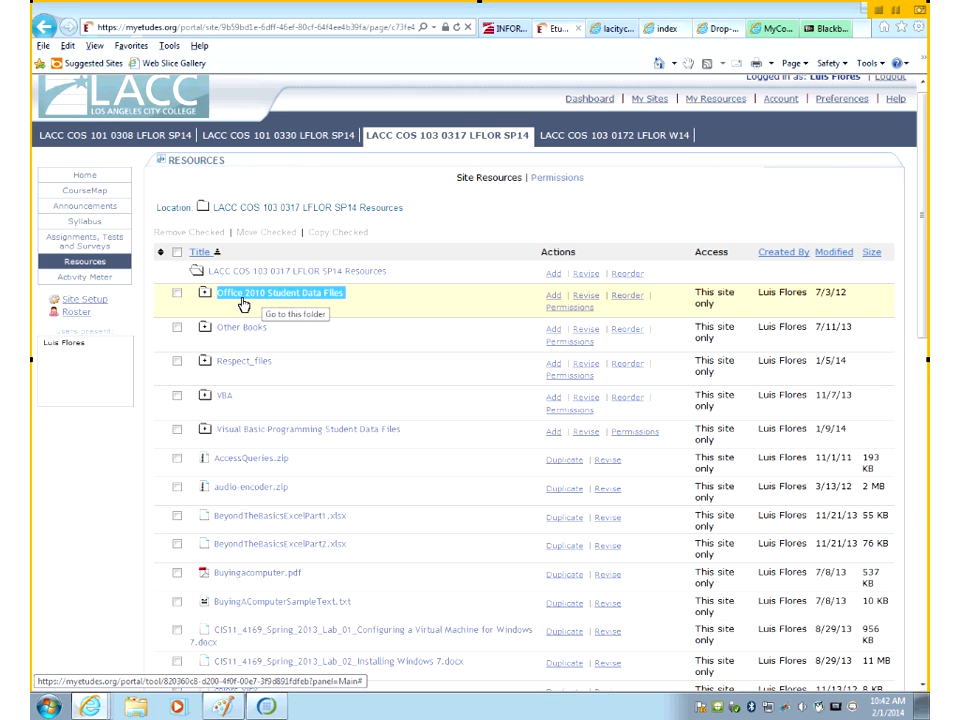 https://myetudes.org/portal/site/9b59bd1e-6dff-46ef-80cf-64f4ee4b39fa/page/c73fe4
INFOR... Etu... lacityc... index Drop-... MyCo... Blackb...
File Edit View Favorites Tools Help
Suggested Sites Web Slice Gallery
Page Safety Tools
Logged in as: Luis Flores | Logout
LACC
LOS ANGELES CITY COLLEGE
Dashboard | My Sites | My Resources | Account | Preferences | Help
LACC COS 101 0308 LFLOR SP14 | LACC COS 101 0330 LFLOR SP14 | LACC COS 103 0317 LFLOR SP14 LACC COS 103 0172 LFLOR W14 |
Home
CourseMap
Announcements
Syllabus
Assignments, Tests and Surveys
Resources
Activity Meter
Site Setup
Roster
users present:
Luis Flores
RESOURCES
Site Resources | Permissions
Location: LACC COS 103 0317 LFLOR SP14 Resources
Remove Checked | Move Checked | Copy Checked
Title Actions Access Created By Modified Size
LACC COS 103 0317 LFLOR SP14 Resources Add | Revise | Reorder
Office 2010 Student Data Files Add | Revise | Reorder | Permissions This site only Luis Flores 7/3/12
Go to this folder
Other Books Add | Revise | Reorder | Permissions This site only Luis Flores 7/11/13
Respect_files Add | Revise | Reorder | Permissions This site only Luis Flores 1/5/14
VBA Add | Revise | Reorder | Permissions This site only Luis Flores 11/7/13
Visual Basic Programming Student Data Files Add | Revise | Permissions This site only Luis Flores 1/9/14
AccessQueries.zip Duplicate | Revise This site only Luis Flores 11/1/11 193 KB
audio-encoder.zip Duplicate | Revise This site only Luis Flores 3/13/12 2 MB
BeyondTheBasicsExcelPart1.xlsx Duplicate | Revise This site only Luis Flores 11/21/13 55 KB
BeyondTheBasicsExcelPart2.xlsx Duplicate | Revise This site only Luis Flores 11/21/13 76 KB
Buyingacomputer.pdf Duplicate | Revise This site only Luis Flores 7/8/13 537 KB
BuyingAComputerSampleText.txt Duplicate | Revise This site only Luis Flores 7/8/13 10 KB
CIS11_4169_Spring_2013_Lab_01_Configuring a Virtual Machine for Windows 7.docx Duplicate | Revise This site only Luis Flores 8/29/13 956 KB
CIS11_4169_Spring_2013_Lab_02_Installing Windows 7.docx Duplicate | Revise This site only Luis Flores 8/29/13 11 MB
This site Luis Flores 11/13/12 8 KB
https://myetudes.org/portal/tool/820360c8-d200-4f0f-00e7-3f9d891fdfeb?panel=Main#
10:42 AM
2/1/2014